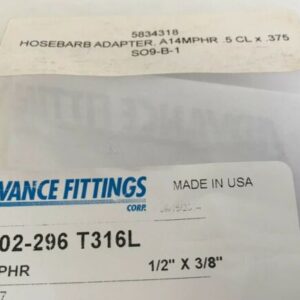 5834318
HOSEBARB ADAPTER, A14MPHR .5 CL x .375
SO9-B-1
VANCE FITTINGS
CORP.
MADE IN USA
02-296 T316L
PHR
1/2" X 3/8"
7